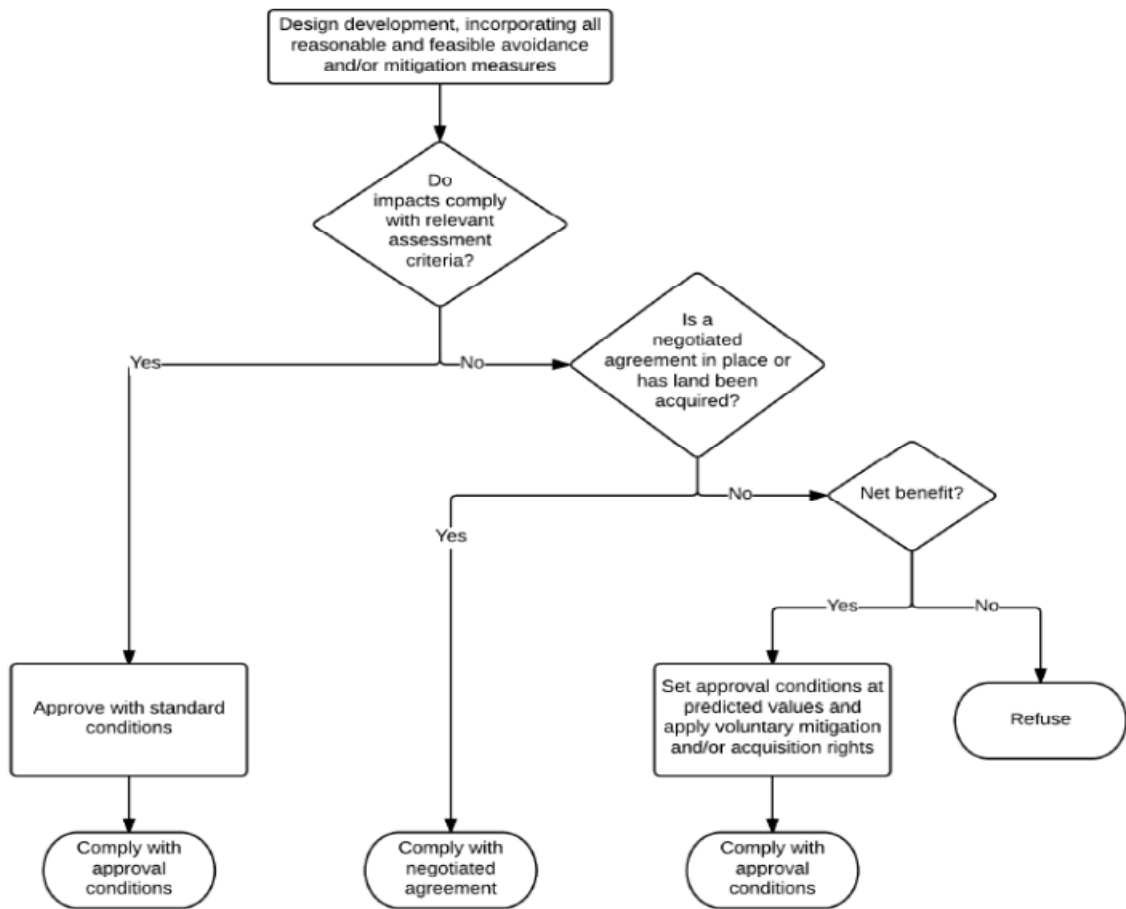 Design development, incorporating all
reasonable and feasible avoidance
and/or mitigation measures
Do
impacts comply
with relevant
assessment
criteria?
Yes
No
Is a
negotiated
agreement in place or
has land been
acquired?
Yes
No
Net benefit?
Yes
No
Approve with standard
conditions
Set approval conditions at
predicted values and
apply voluntary mitigation
and/or acquisition rights
Refuse
Comply with
approval
conditions
Comply with
negotiated
agreement
Comply with
approval
conditions